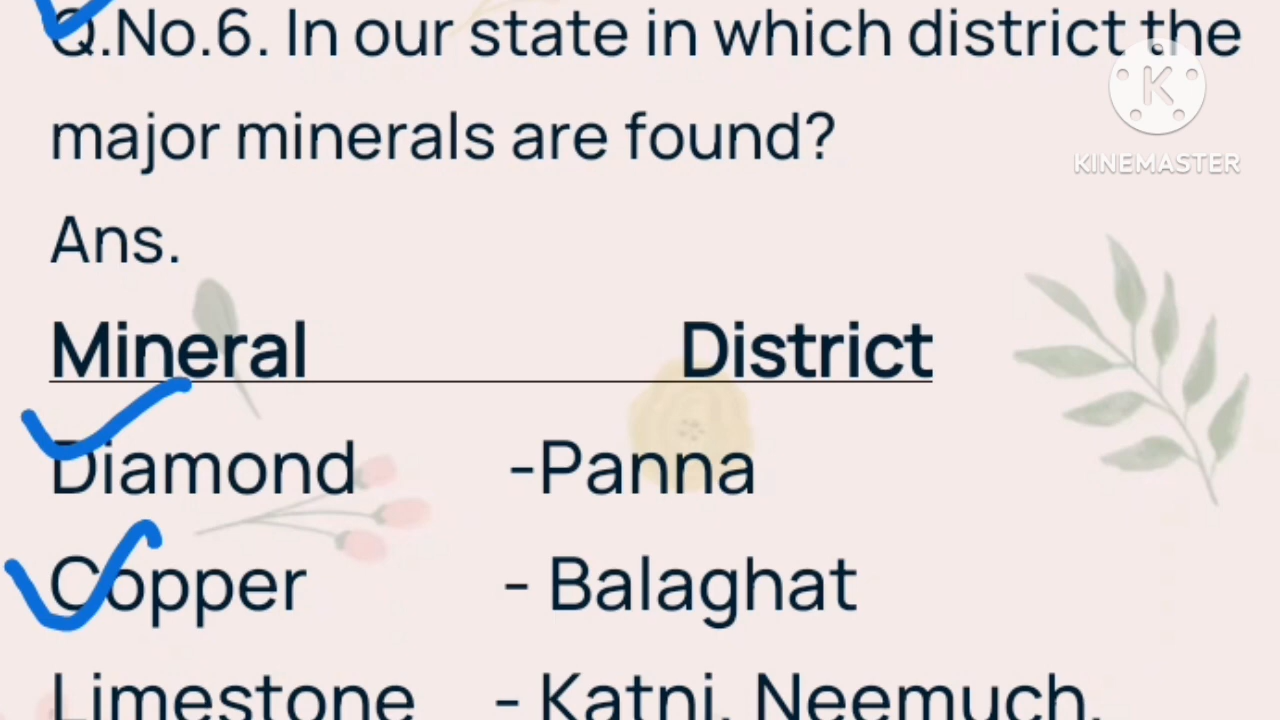 Q.No.6. In our state in which district the
major minerals are found?
Ans.
Mineral District
Diamond -Panna
Copper - Balaghat
Limestone - Katni, Neemuch,
K
KINEMASTER